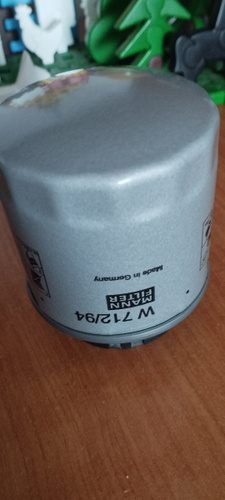 W 712/94
MANN
FILTER
Made in Germany